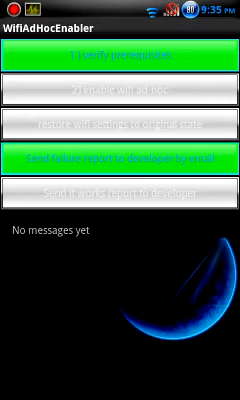 80 9:35 PM
WifiAdHocEnabler
1.) verify prerequisites
2) enable wifi ad-hoc
restore wifi settings to original state
Send failure report to developer by email
Send it works report to developer
No messages yet